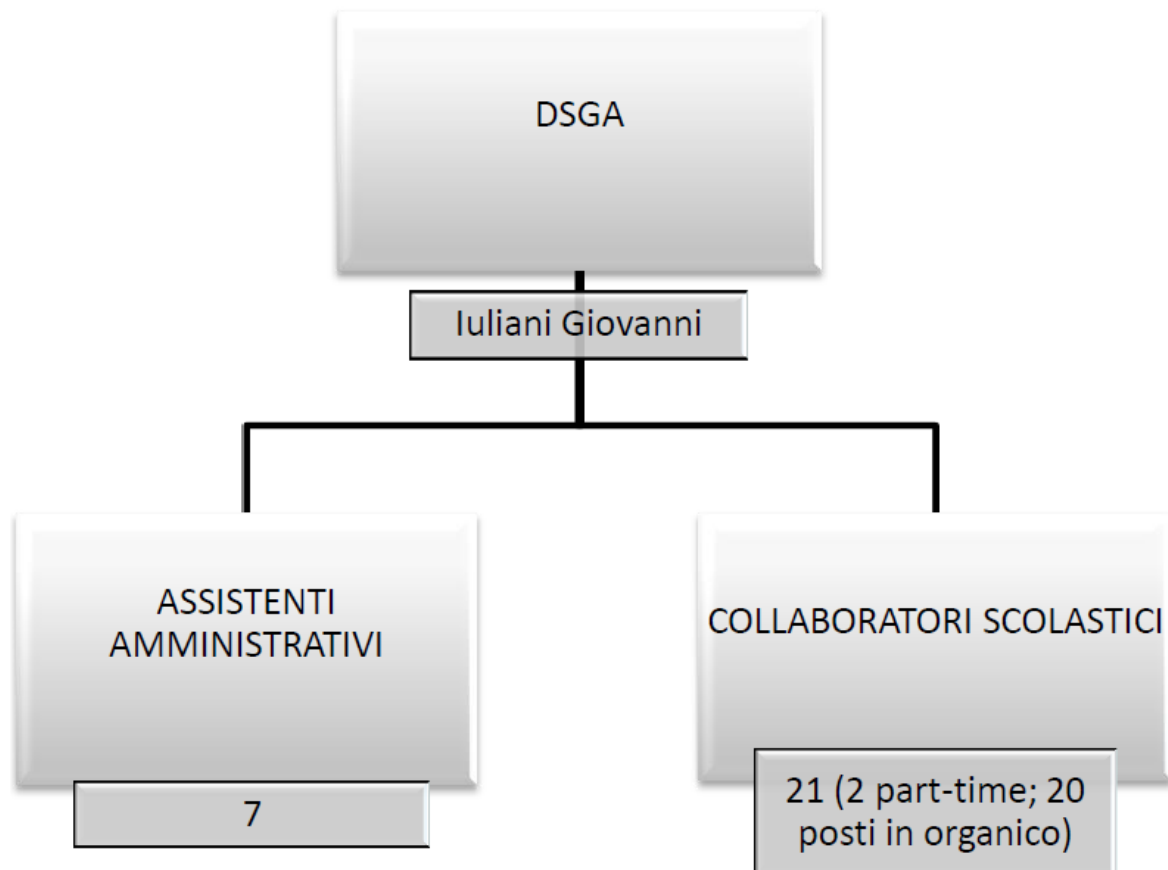 DSGA
Iuliani Giovanni
ASSISTENTI
AMMINISTRATIVI
7
COLLABORATORI SCOLASTICI
21 (2 part-time; 20
posti in organico)